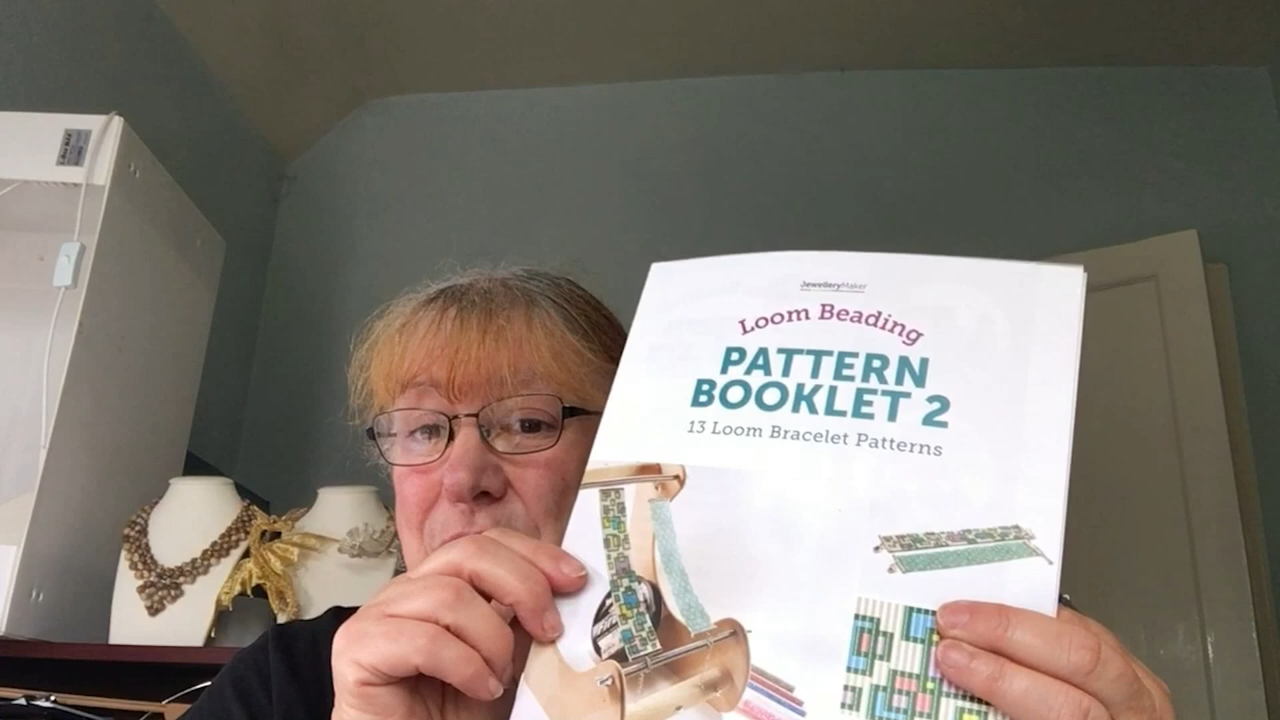 JewelleryMaker
Loom Beading
PATTERN
BOOKLET 2
13 Loom Bracelet Patterns